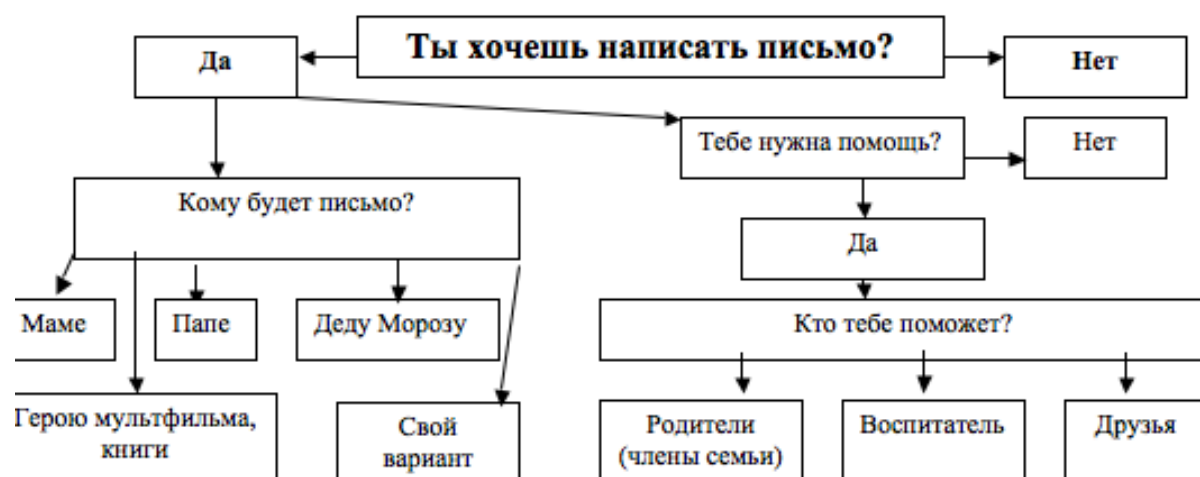 Ты хочешь написать письмо?
Да
Нет
Тебе нужна помощь?
Нет
Кому будет письмо?
Да
Маме
Папе
Деду Морозу
Кто тебе поможет?
Герою мультфильма,
книги
Свой
вариант
Родители
(члены семьи)
Воспитатель
Друзья